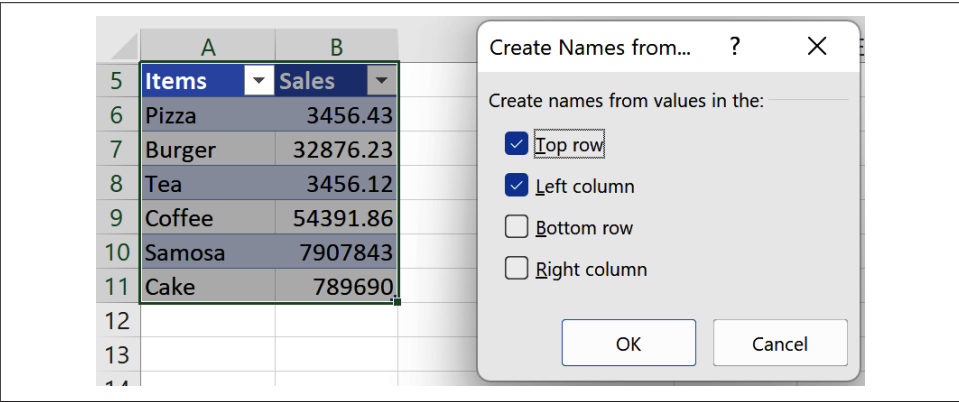 A B
5 Items Sales
6 Pizza 3456.43
7 Burger 32876.23
8 Tea 3456.12
9 Coffee 54391.86
10 Samosa 7907843
11 Cake 789690
12
13
Create Names from... ?
Create names from values in the:
Top row
Left column
Bottom row
Right column
OK Cancel